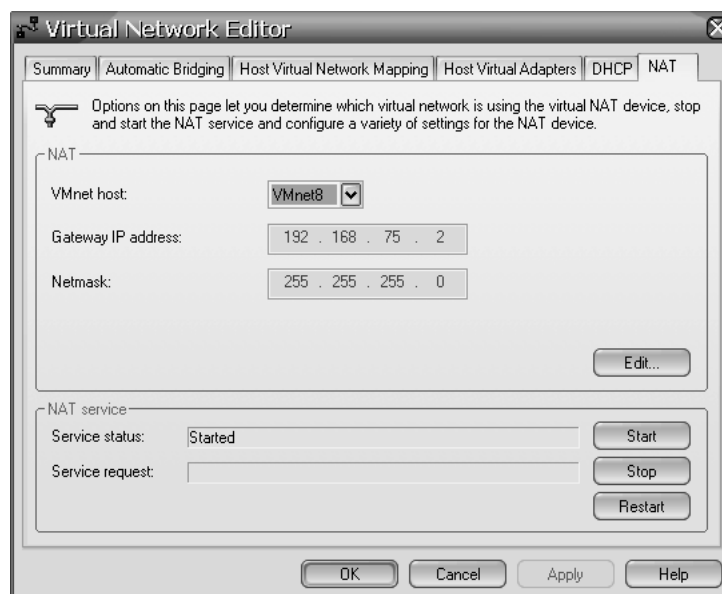 Virtual Network Editor
Summary Automatic Bridging Host Virtual Network Mapping Host Virtual Adapters DHCP NAT
Options on this page let you determine which virtual network is using the virtual NAT device, stop
and start the NAT service and configure a variety of settings for the NAT device.
NAT
VMnet host: VMnet8
Gateway IP address: 192 . 168 . 75 . 2
Netmask: 255 . 255 . 255 . 0
Edit...
NAT service
Service status: Started Start
Service request: Stop
Restart
OK Cancel Apply Help